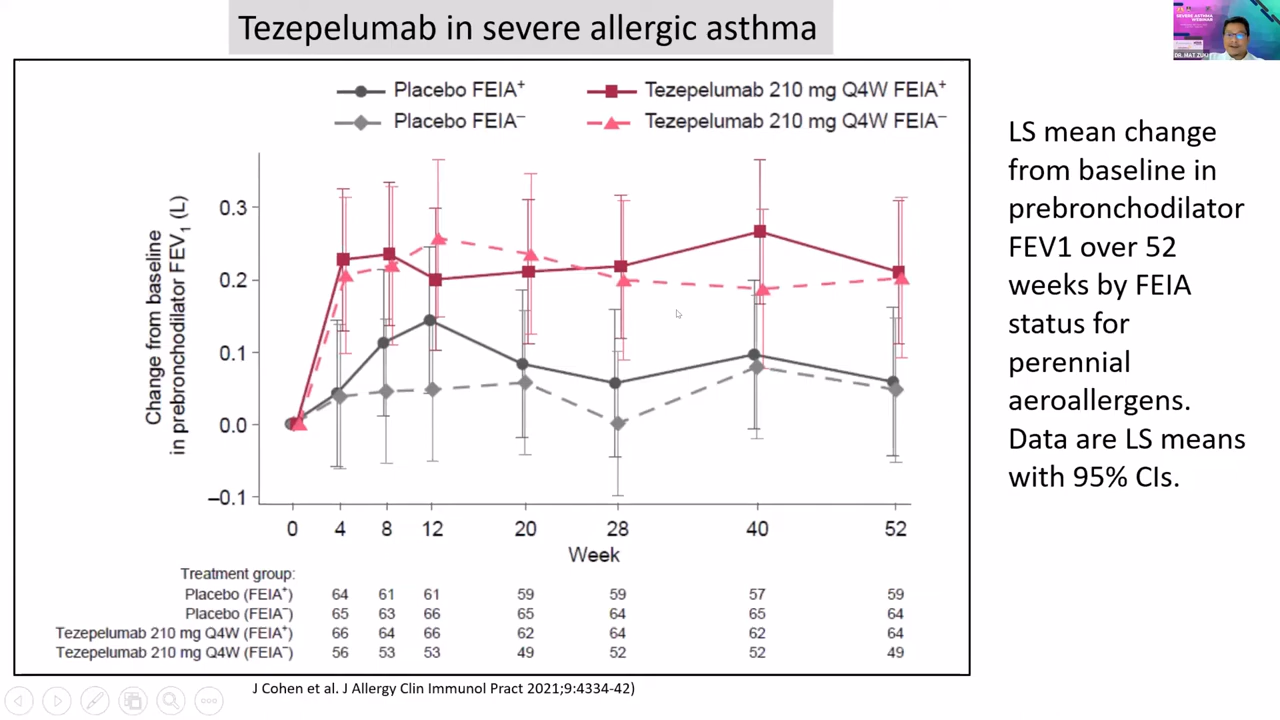 Tezepelumab in severe allergic asthma
SEVERE ASTHMA
WEBINAR
Placebo FEIA⁺
Tezepelumab 210 mg Q4W FEIA⁺
Placebo FEIA⁻
Tezepelumab 210 mg Q4W FEIA⁻
Change from baseline
in prebronchodilator FEV₁ (L)
0.3
0.2
0.1
0.0
–0.1
0 4 8 12 20 28 40 52
Week
Treatment group:
Placebo (FEIA⁺) 64 61 61 59 59 57 59
Placebo (FEIA⁻) 65 63 66 65 64 65 64
Tezepelumab 210 mg Q4W (FEIA⁺) 66 64 66 62 64 62 64
Tezepelumab 210 mg Q4W (FEIA⁻) 56 53 53 49 52 52 49
LS mean change
from baseline in
prebronchodilator
FEV1 over 52
weeks by FEIA
status for
perennial
aeroallergens.
Data are LS means
with 95% CIs.
J Cohen et al. J Allergy Clin Immunol Pract 2021;9:4334-42)